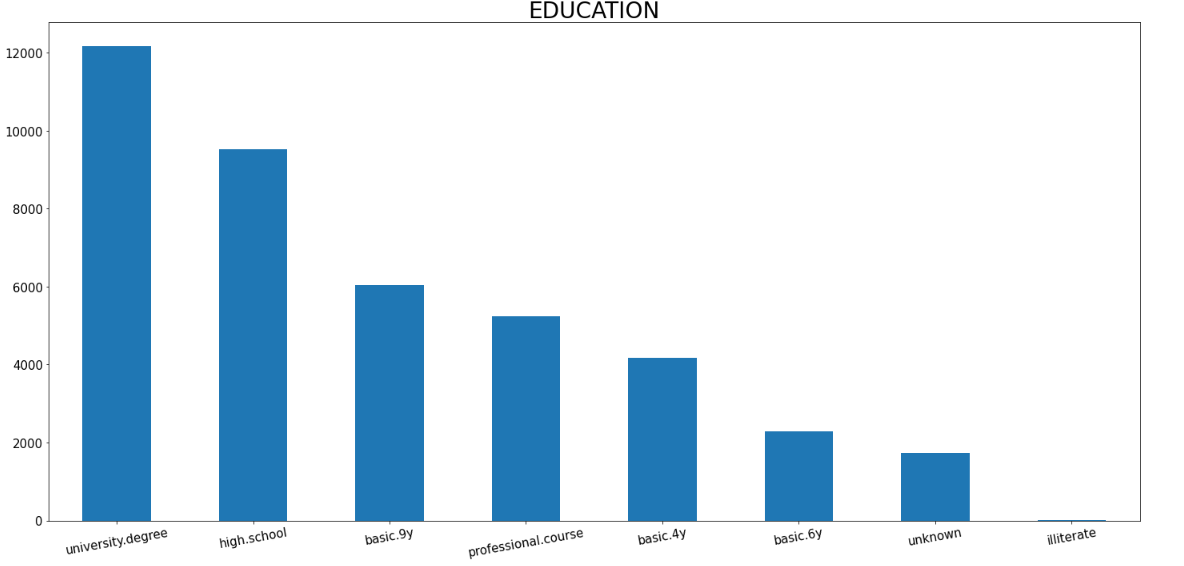 EDUCATION
12000
10000
8000
6000
4000
2000
0
university.degree
high.school
basic.9y
professional.course
basic.4y
basic.6y
unknown
illiterate